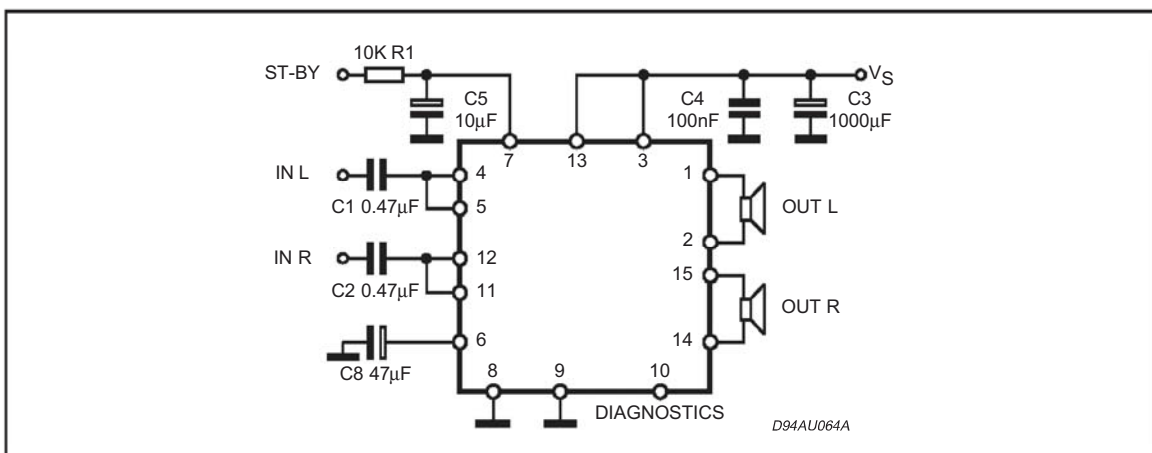 10K R1
ST-BY
C5
10μF
C4
100nF
C3
1000μF
VS
7
13
3
IN L
C1 0.47μF
4
5
1
2
OUT L
IN R
C2 0.47μF
12
11
15
14
OUT R
C8 47μF
6
8
9
10
DIAGNOSTICS
D94AU064A